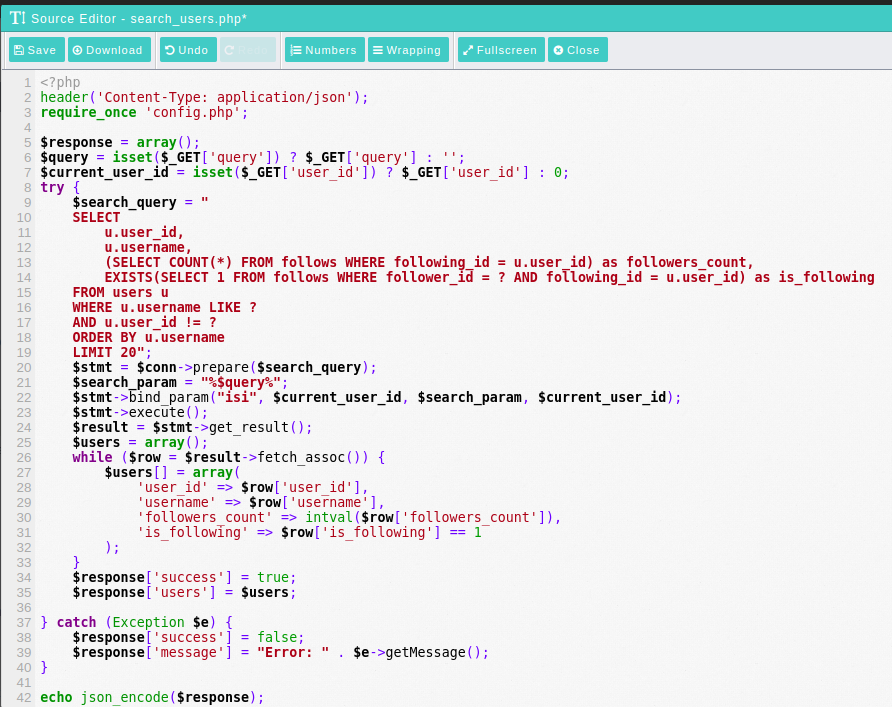 T! Source Editor - search_users.php*
Save Download Undo Numbers Wrapping Fullscreen Close
1 <?php
2 header('Content-Type: application/json');
3 require_once 'config.php';
4
5 $response = array();
6 $query = isset($_GET['query']) ? $_GET['query'] : '';
7 $current_user_id = isset($_GET['user_id']) ? $_GET['user_id'] : 0;
8 try {
9     $search_query = "
10     SELECT
11         u.user_id,
12         u.username,
13         (SELECT COUNT(*) FROM follows WHERE following_id = u.user_id) as followers_count,
14         EXISTS(SELECT 1 FROM follows WHERE follower_id = ? AND following_id = u.user_id) as is_following
15     FROM users u
16     WHERE u.username LIKE ?
17     AND u.user_id != ?
18     ORDER BY u.username
19     LIMIT 20";
20     $stmt = $conn->prepare($search_query);
21     $search_param = "%$query%";
22     $stmt->bind_param("isi", $current_user_id, $search_param, $current_user_id);
23     $stmt->execute();
24     $result = $stmt->get_result();
25     $users = array();
26     while ($row = $result->fetch_assoc()) {
27         $users[] = array(
28             'user_id' => $row['user_id'],
29             'username' => $row['username'],
30             'followers_count' => intval($row['followers_count']),
31             'is_following' => $row['is_following'] == 1
32         );
33     }
34     $response['success'] = true;
35     $response['users'] = $users;
36
37 } catch (Exception $e) {
38     $response['success'] = false;
39     $response['message'] = "Error: " . $e->getMessage();
40 }
41
42 echo json_encode($response);